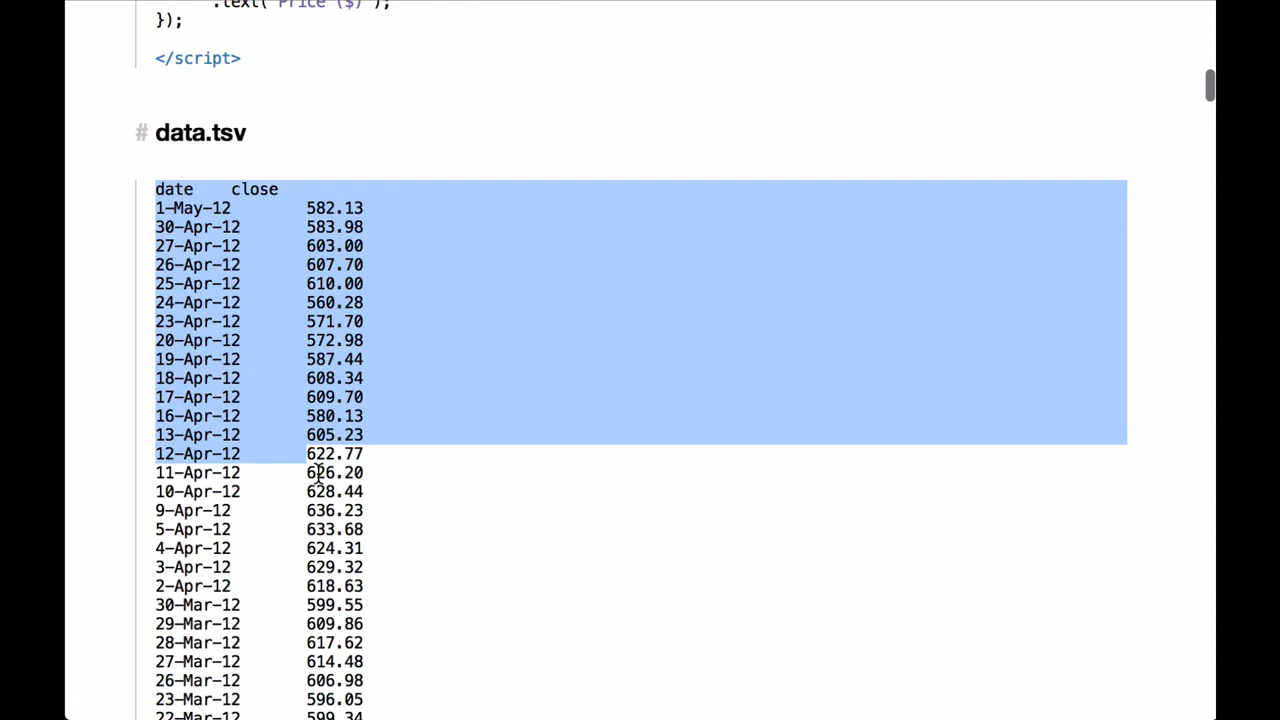 .text("Price ($)");
});
</script>
# data.tsv
date close
1-May-12 582.13
30-Apr-12 583.98
27-Apr-12 603.00
26-Apr-12 607.70
25-Apr-12 610.00
24-Apr-12 560.28
23-Apr-12 571.70
20-Apr-12 572.98
19-Apr-12 587.44
18-Apr-12 608.34
17-Apr-12 609.70
16-Apr-12 580.13
13-Apr-12 605.23
12-Apr-12 622.77
11-Apr-12 626.20
10-Apr-12 628.44
9-Apr-12 636.23
5-Apr-12 633.68
4-Apr-12 624.31
3-Apr-12 629.32
2-Apr-12 618.63
30-Mar-12 599.55
29-Mar-12 609.86
28-Mar-12 617.62
27-Mar-12 614.48
26-Mar-12 606.98
23-Mar-12 596.05
22-Mar-12 599.34